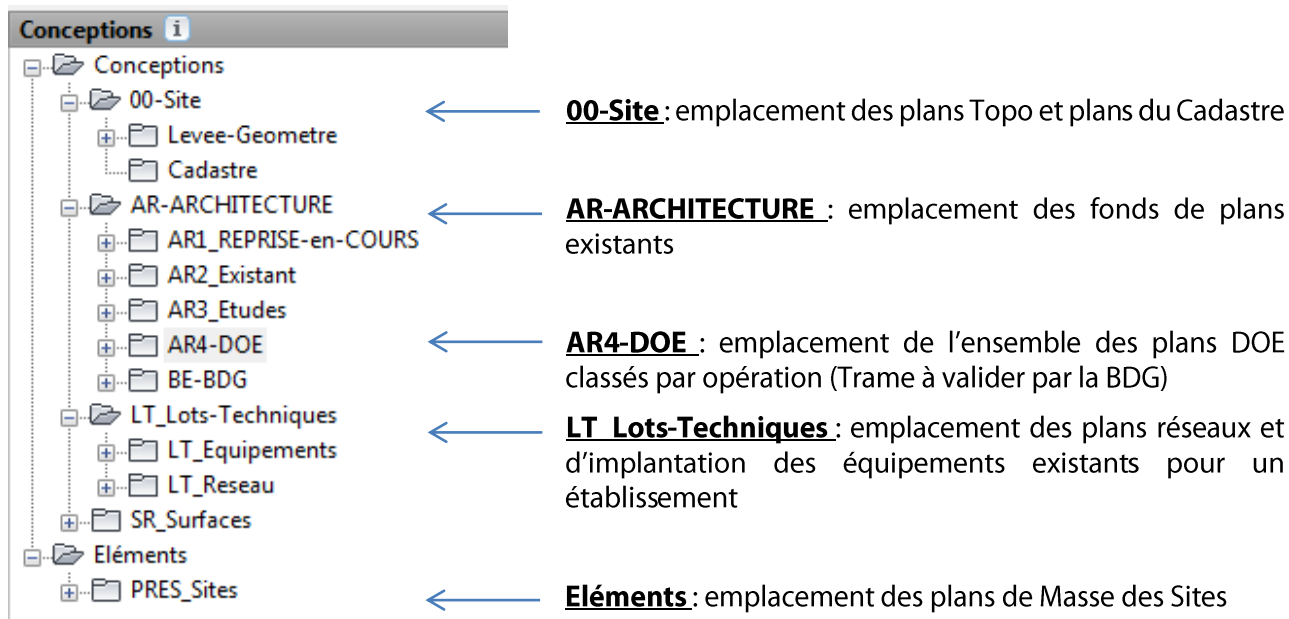 Conceptions i
Conceptions
00-Site
Levee-Geometre
Cadastre
AR-ARCHITECTURE
AR1_REPRISE-en-COURS
AR2_Existant
AR3_Etudes
AR4-DOE
BE-BDG
LT_Lots-Techniques
LT_Equipements
LT_Reseau
SR_Surfaces
Eléments
PRES_Sites
00-Site : emplacement des plans Topo et plans du Cadastre
AR-ARCHITECTURE : emplacement des fonds de plans
existants
AR4-DOE : emplacement de l’ensemble des plans DOE
classés par opération (Trame à valider par la BDG)
LT_Lots-Techniques : emplacement des plans réseaux et
d’implantation des équipements existants pour un
établissement
Eléments : emplacement des plans de Masse des Sites